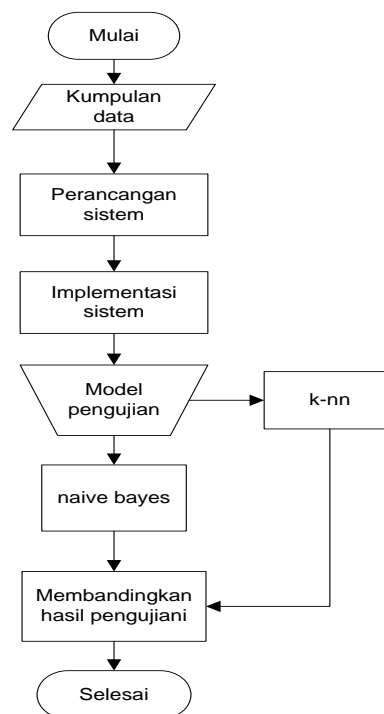 Mulai
Kumpulan
data
Perancangan
sistem
Implementasi
sistem
Model
pengujian
k-nn
naive bayes
Membandingkan
hasil pengujiani
Selesai